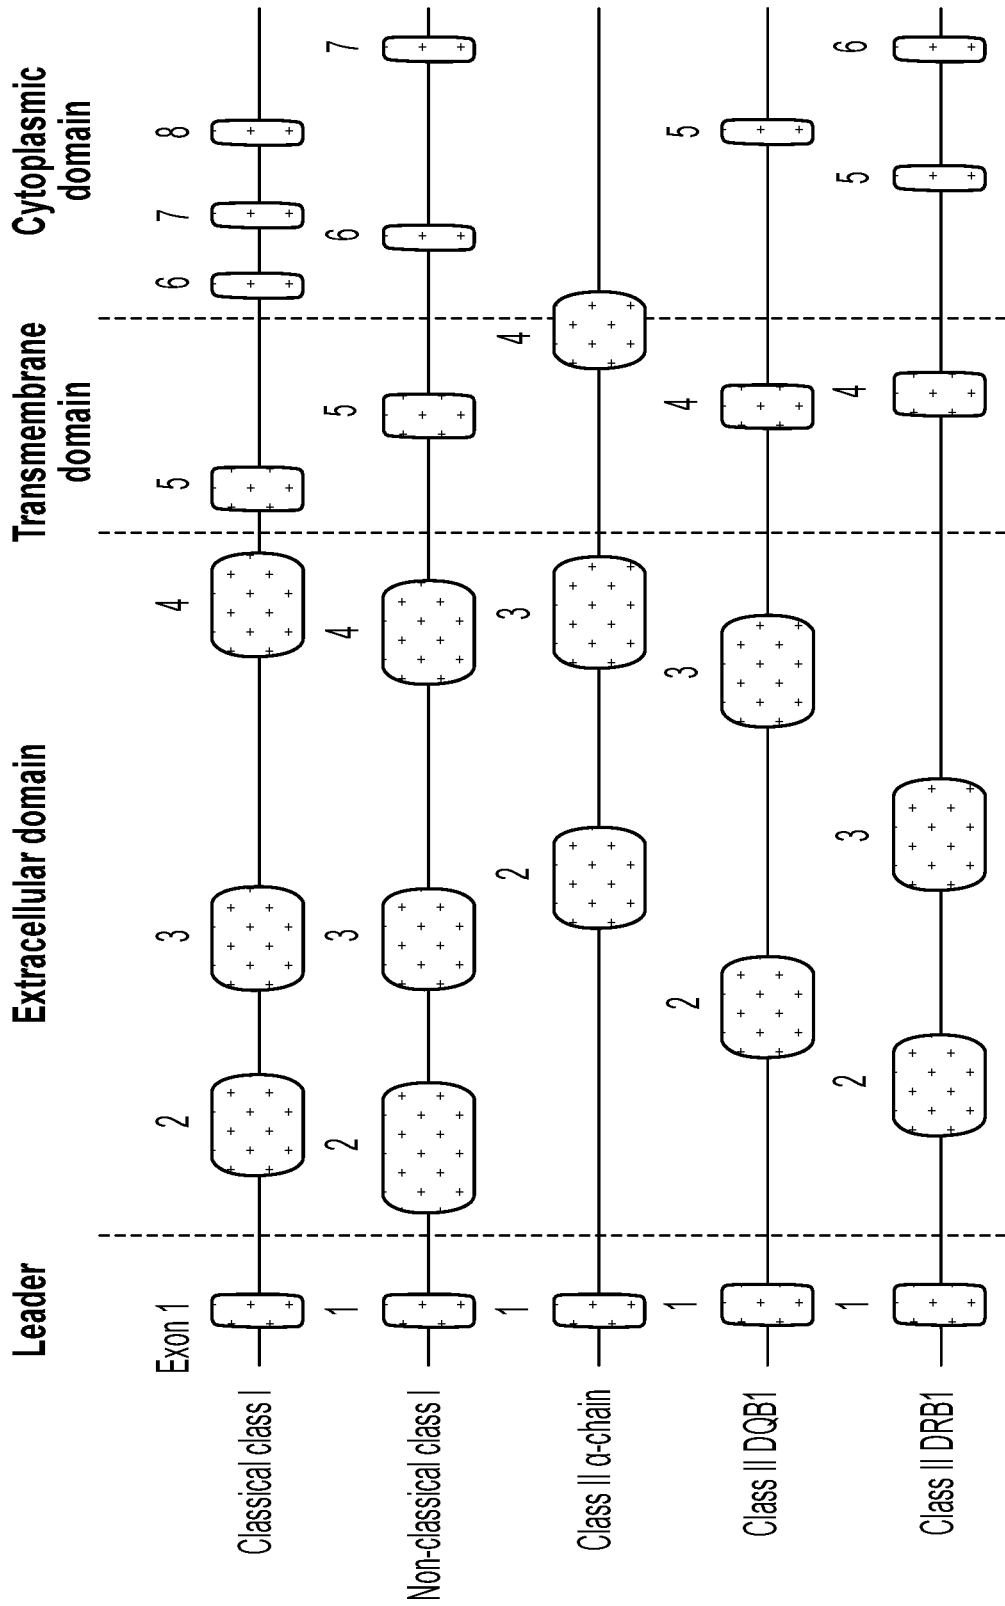 Leader
Extracellular domain
Transmembrane
domain
Cytoplasmic
domain
Classical class I
Exon 1
2
3
4
5
6
7
8
Non-classical class I
1
2
3
4
5
6
7
Class II α-chain
1
2
3
4
Class II DQB1
1
2
3
4
5
Class II DRB1
1
2
3
4
5
6